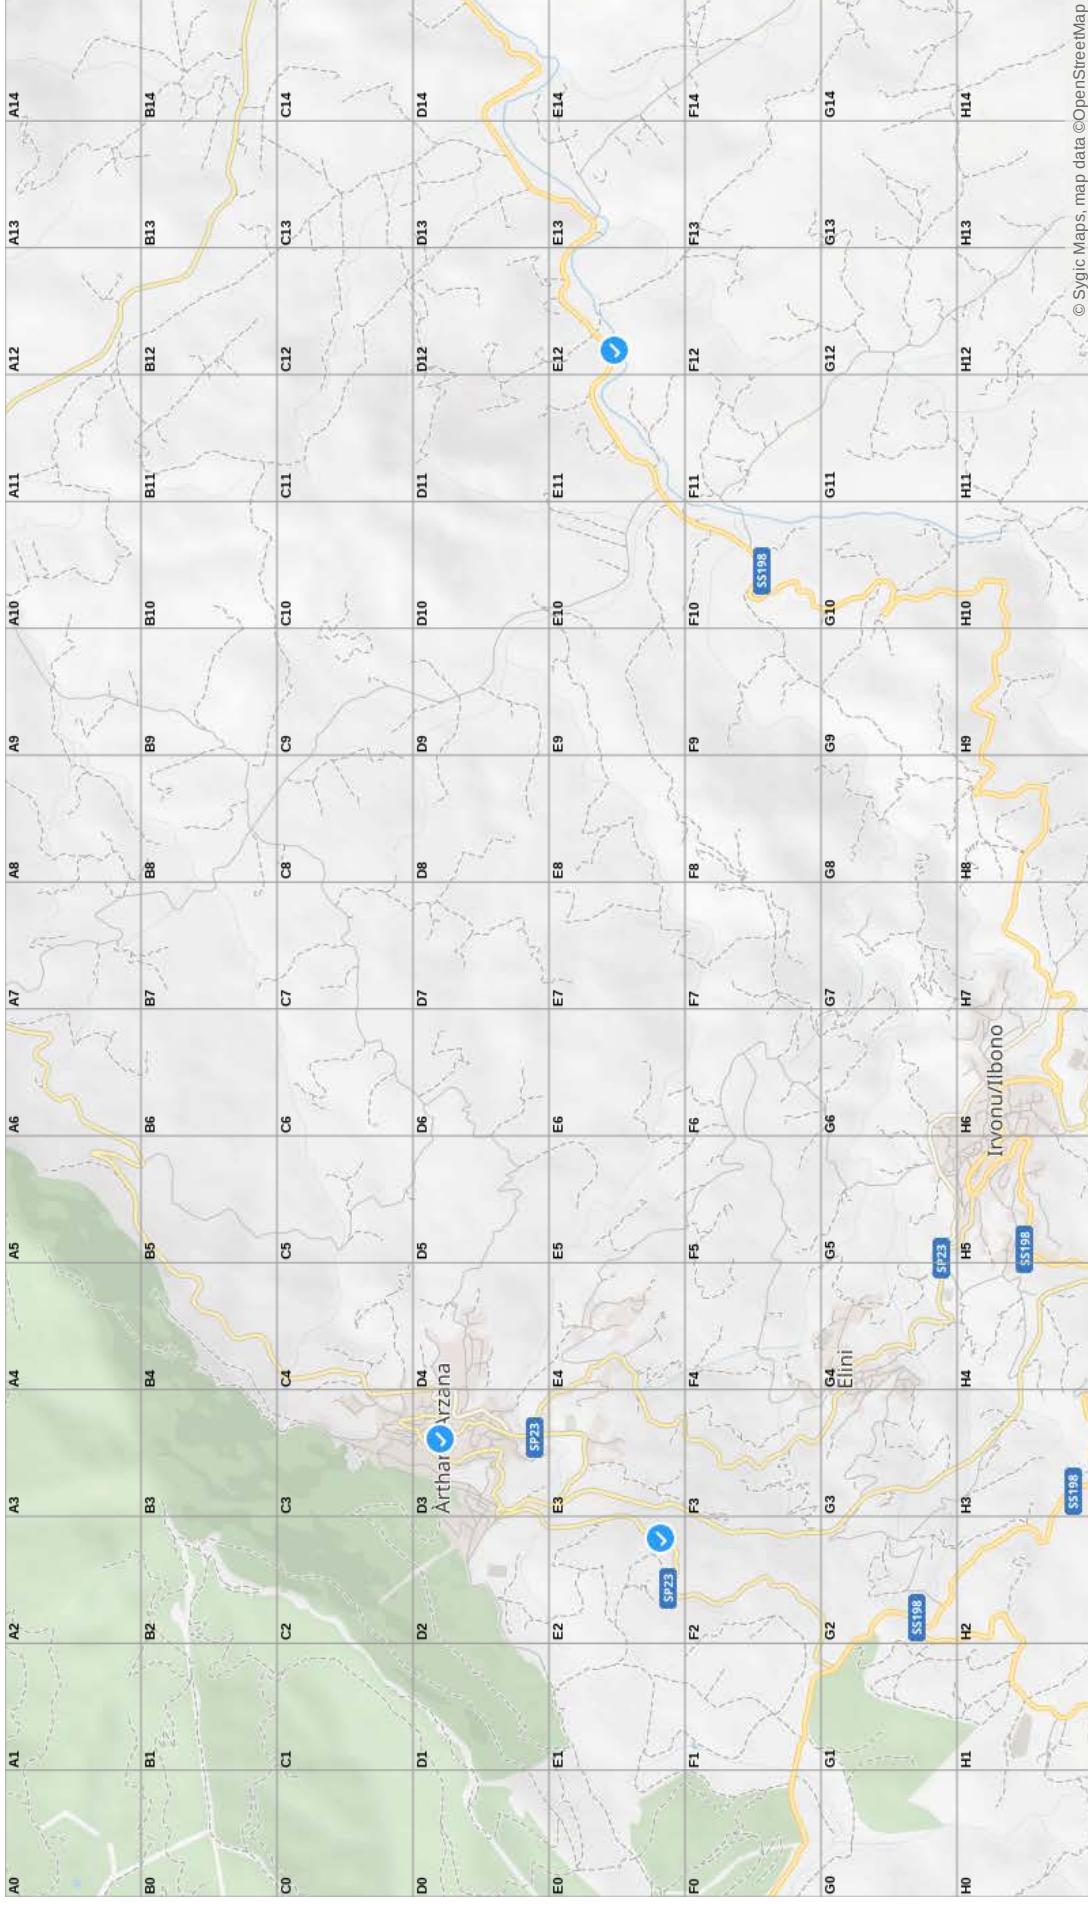 A0 A1 A2 A3 A4 A5 A6 A7 A8 A9 A10 A11 A12 A13 A14
B0 B1 B2 B3 B4 B5 B6 B7 B8 B9 B10 B11 B12 B13 B14
C0 C1 C2 C3 C4 C5 C6 C7 C8 C9 C10 C11 C12 C13 C14
D0 D1 D2 D3 D4 D5 D6 D7 D8 D9 D10 D11 D12 D13 D14
Arzana
SP23
E0 E1 E2 E3 E4 E5 E6 E7 E8 E9 E10 E11 E12 E13 E14
SP23
F0 F1 F2 F3 F4 F5 F6 F7 F8 F9 F10 F11 F12 F13 F14
SS198
G0 G1 G2 G3 G4 G5 G6 G7 G8 G9 G10 G11 G12 G13 G14
Elini
SS198
SP23
H0 H1 H2 H3 H4 H5 H6 H7 H8 H9 H10 H11 H12 H13 H14
Irvonu/Ilbono
SS198
SS198
© Sygic Maps, map data ©OpenStreetMap